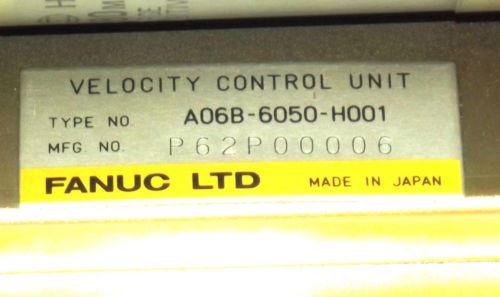 VELOCITY CONTROL UNIT
TYPE NO A06B-6050-H001
MFG. NO. P62P00006
FANUC LTD MADE IN JAPAN